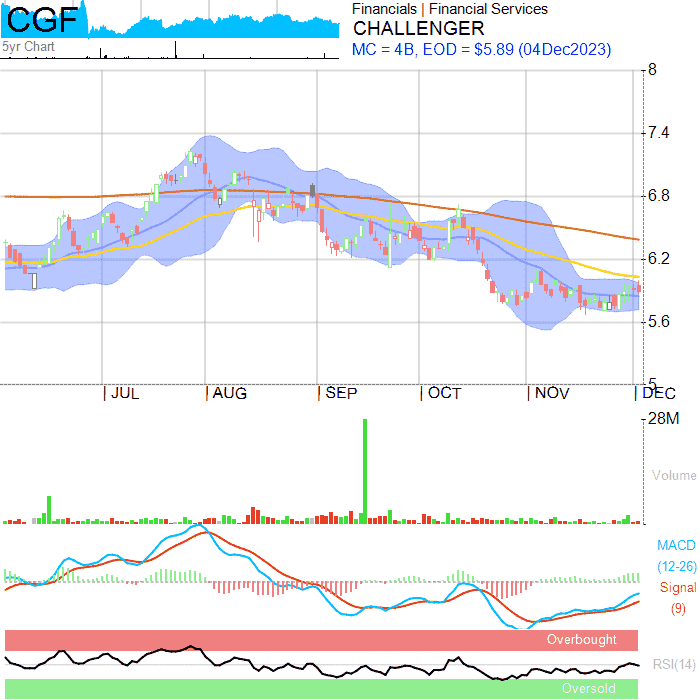 CGF
5yr Chart
Financials | Financial Services
CHALLENGER
MC = 4B, EOD = $5.89 (04Dec2023)
8
7.4
6.8
6.2
5.6
5
JUL AUG SEP OCT NOV DEC
28M
Volume
MACD
(12-26)
Signal
(9)
Overbought
RSI(14)
Oversold